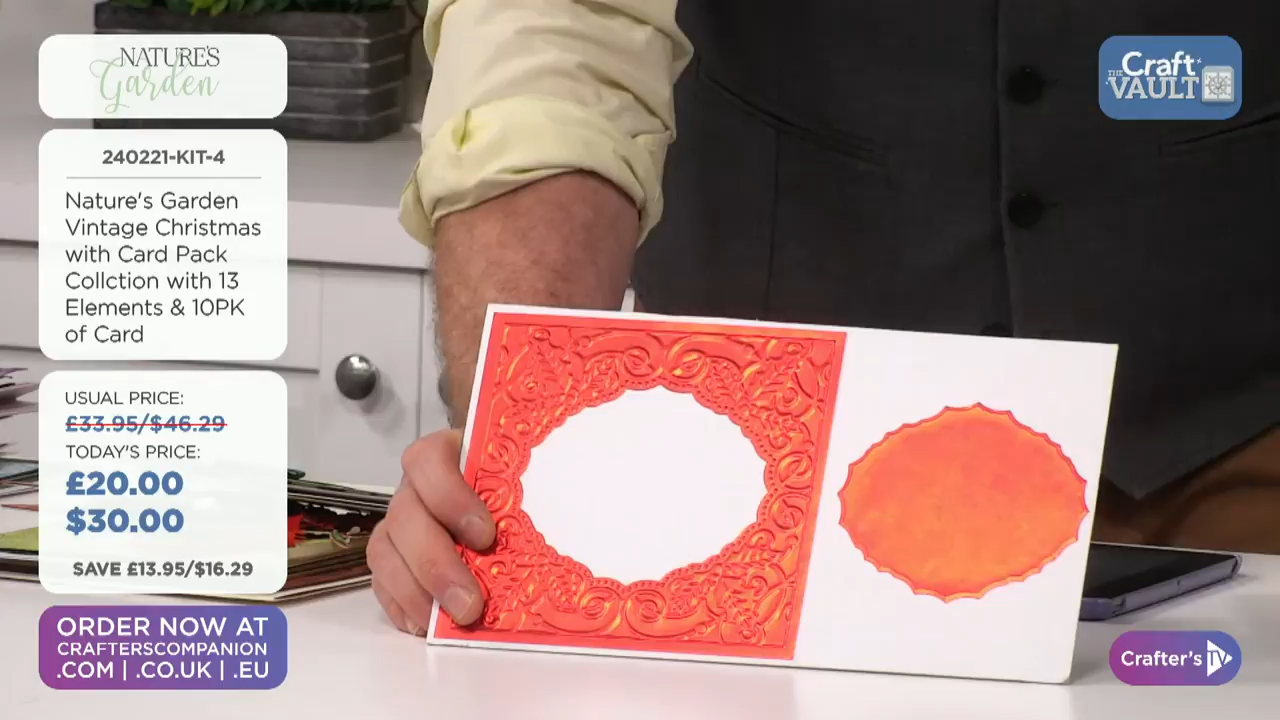 NATURE'S
Garden
240221-KIT-4
Nature's Garden
Vintage Christmas
with Card Pack
Collction with 13
Elements & 10PK
of Card
USUAL PRICE:
£33.95/$46.29
TODAY'S PRICE:
£20.00
$30.00
SAVE £13.95/$16.29
ORDER NOW AT
CRAFTERSCOMPANION
.COM | .CO.UK | .EU
THE Craft
VAULT
Crafter's TV